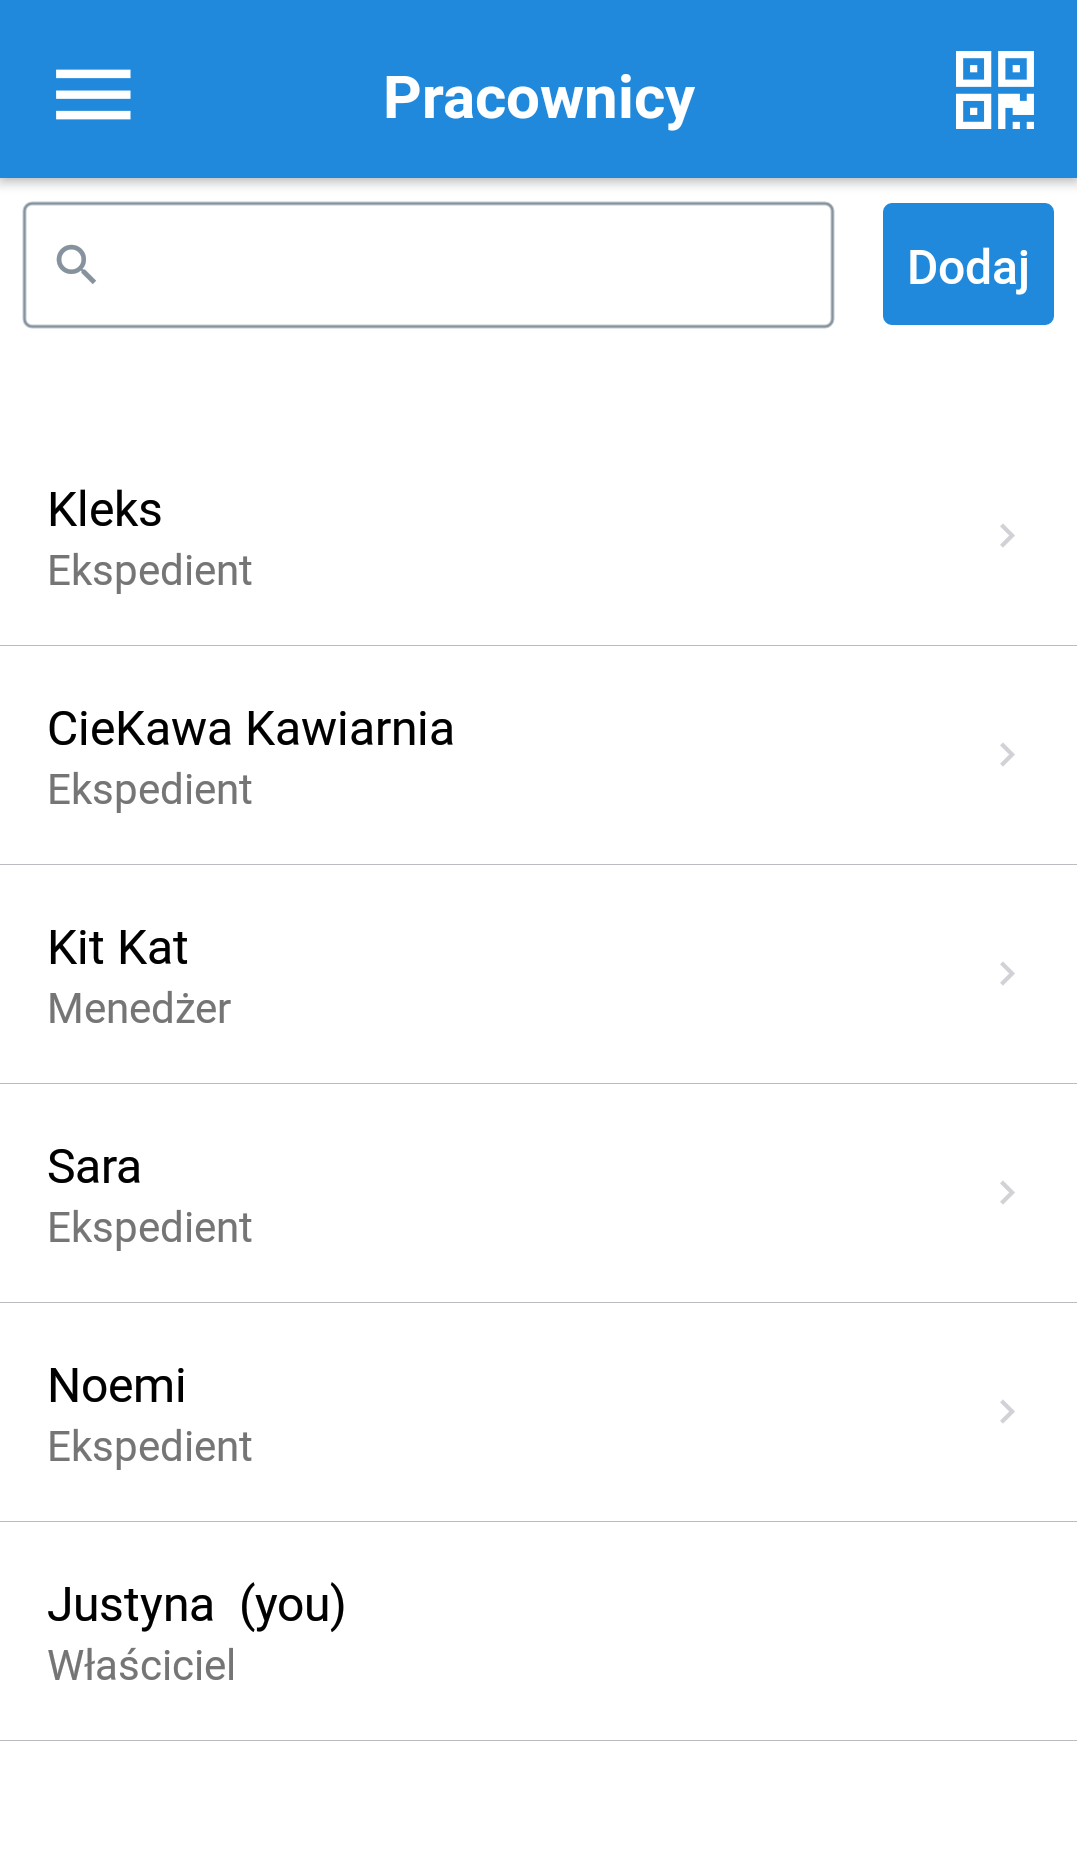 Pracownicy
Dodaj
Kleks
Ekspedient
CieKawa Kawiarnia
Ekspedient
Kit Kat
Menedżer
Sara
Ekspedient
Noemi
Ekspedient
Justyna  (you)
Właściciel